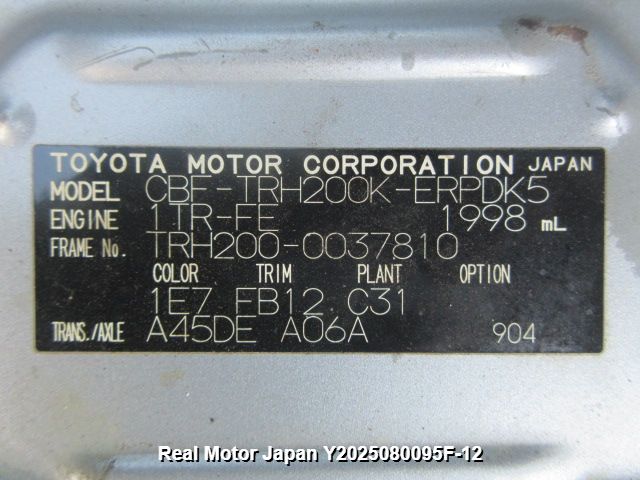 TOYOTA MOTOR CORPORATION JAPAN
MODEL CBF-TRH200K-ERPDK5
ENGINE 1TR-FE 1998 mL
FRAME No. TRH200-0037810
COLOR TRIM PLANT OPTION
1E7 FB12 C31
TRANS./AXLE A45DE A06A 904
Real Motor Japan Y2025080095F-12